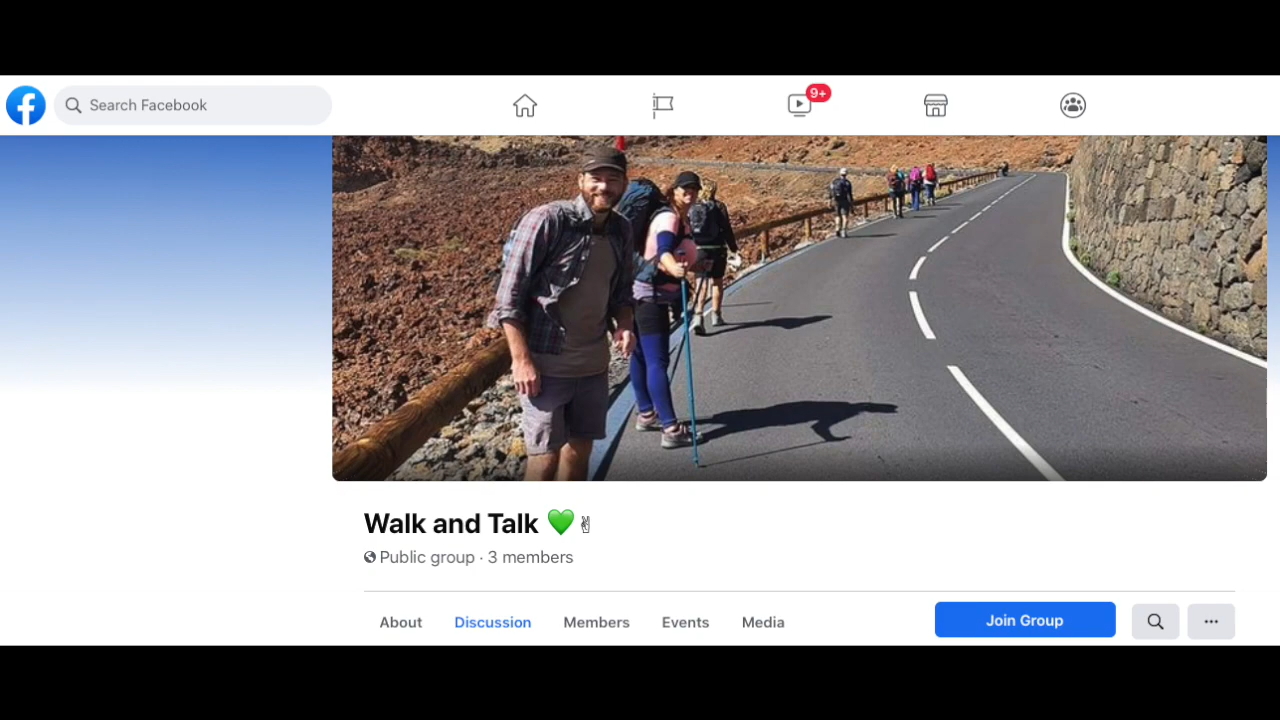 Search Facebook
9+
Walk and Talk 💚✌
Public group · 3 members
About Discussion Members Events Media
Join Group